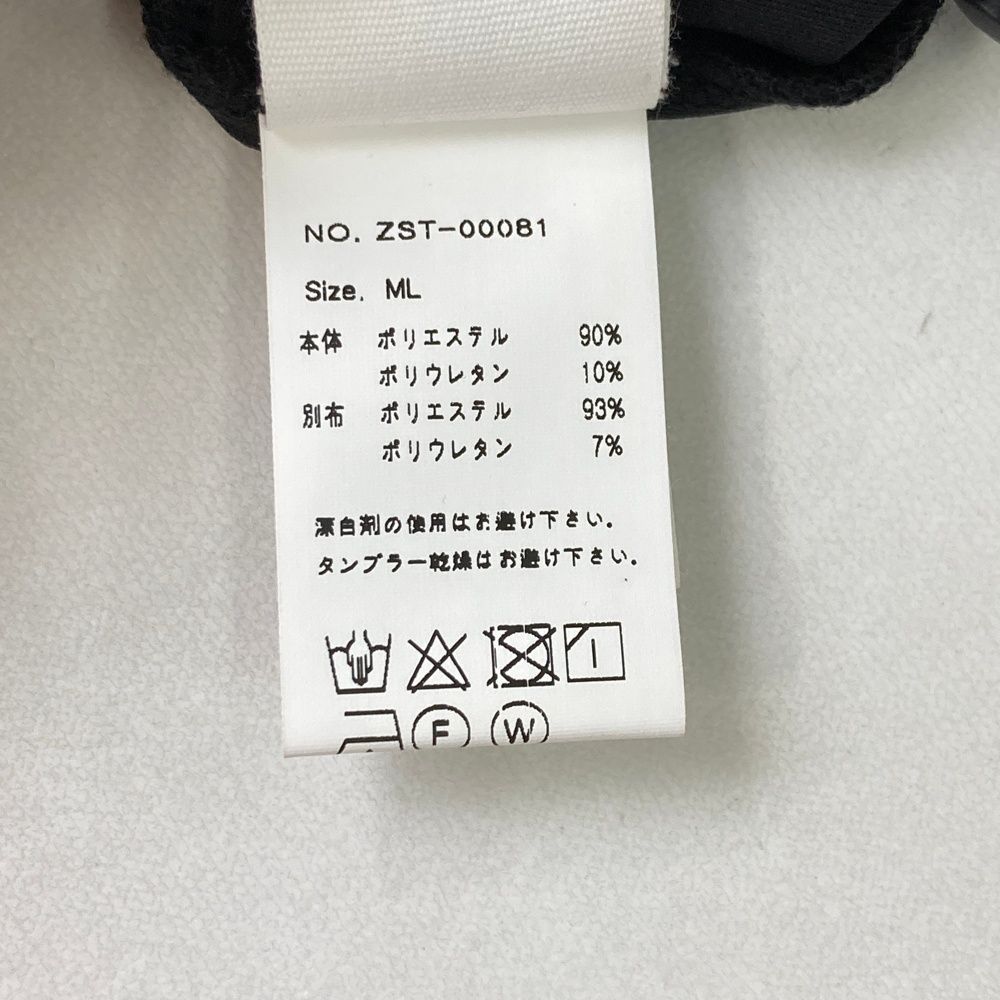 NO. ZST-00081
Size. ML
本体 ポリエステル 90%
ポリウレタン 10%
別布 ポリエステル 93%
ポリウレタン 7%
漂白剤の使用はお避け下さい。
タンブラー乾燥はお避け下さい。
F W